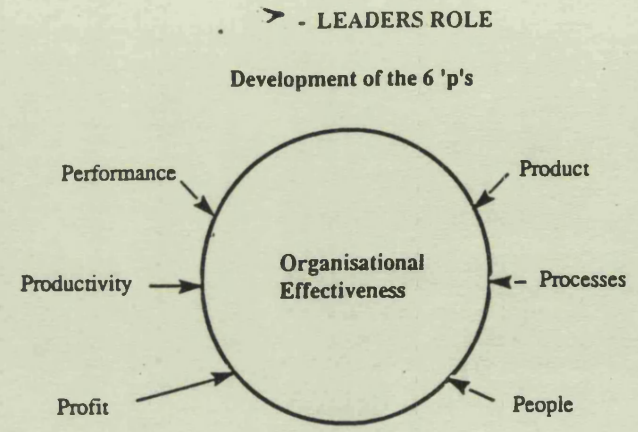 - LEADERS ROLE
Development of the 6 'p's
Performance
Product
Organisational
Effectiveness
Productivity
Processes
Profit
People